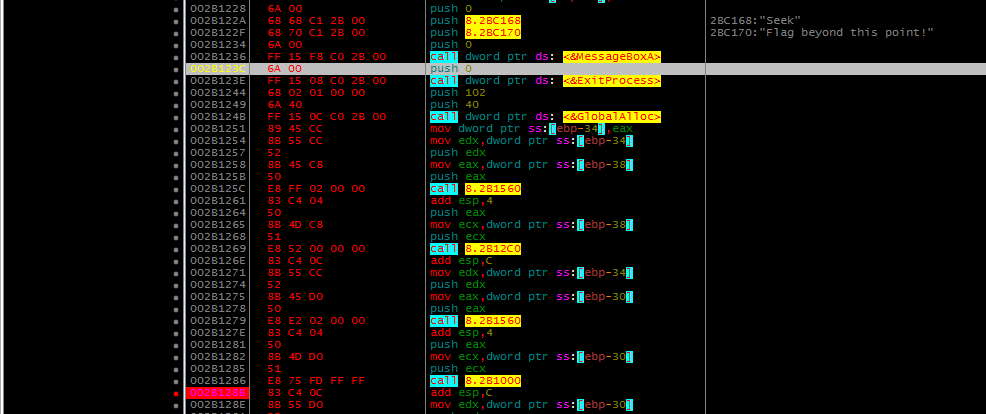 002B1228 6A 00 push 0
002B122A 68 68 C1 2B 00 push 8.2BC168 2BC168:"Seek"
002B122F 68 70 C1 2B 00 push 8.2BC170 2BC170:"Flag beyond this point!"
002B1234 6A 00 push 0
002B1236 FF 15 F8 C0 2B 00 call dword ptr ds:[<&MessageBoxA>]
002B123C 6A 00 push 0
002B123E FF 15 08 C0 2B 00 call dword ptr ds:[<&ExitProcess>]
002B1244 68 02 01 00 00 push 102
002B1249 6A 40 push 40
002B124B FF 15 0C C0 2B 00 call dword ptr ds:[<&GlobalAlloc>]
002B1251 89 45 CC mov dword ptr ss:[ebp-34],eax
002B1254 8B 55 CC mov edx,dword ptr ss:[ebp-34]
002B1257 52 push edx
002B1258 8B 45 C8 mov eax,dword ptr ss:[ebp-38]
002B125B 50 push eax
002B125C E8 FF 02 00 00 call 8.2B1560
002B1261 83 C4 04 add esp,4
002B1264 50 push eax
002B1265 8B 4D C8 mov ecx,dword ptr ss:[ebp-38]
002B1268 51 push ecx
002B1269 E8 52 00 00 00 call 8.2B12C0
002B126E 83 C4 0C add esp,C
002B1271 8B 55 CC mov edx,dword ptr ss:[ebp-34]
002B1274 52 push edx
002B1275 8B 45 D0 mov eax,dword ptr ss:[ebp-30]
002B1278 50 push eax
002B1279 E8 E2 02 00 00 call 8.2B1560
002B127E 83 C4 04 add esp,4
002B1281 50 push eax
002B1282 8B 4D D0 mov ecx,dword ptr ss:[ebp-30]
002B1285 51 push ecx
002B1286 E8 75 FD FF FF call 8.2B1000
002B128B 83 C4 0C add esp,C
002B128E 8B 55 D0 mov edx,dword ptr ss:[ebp-30]